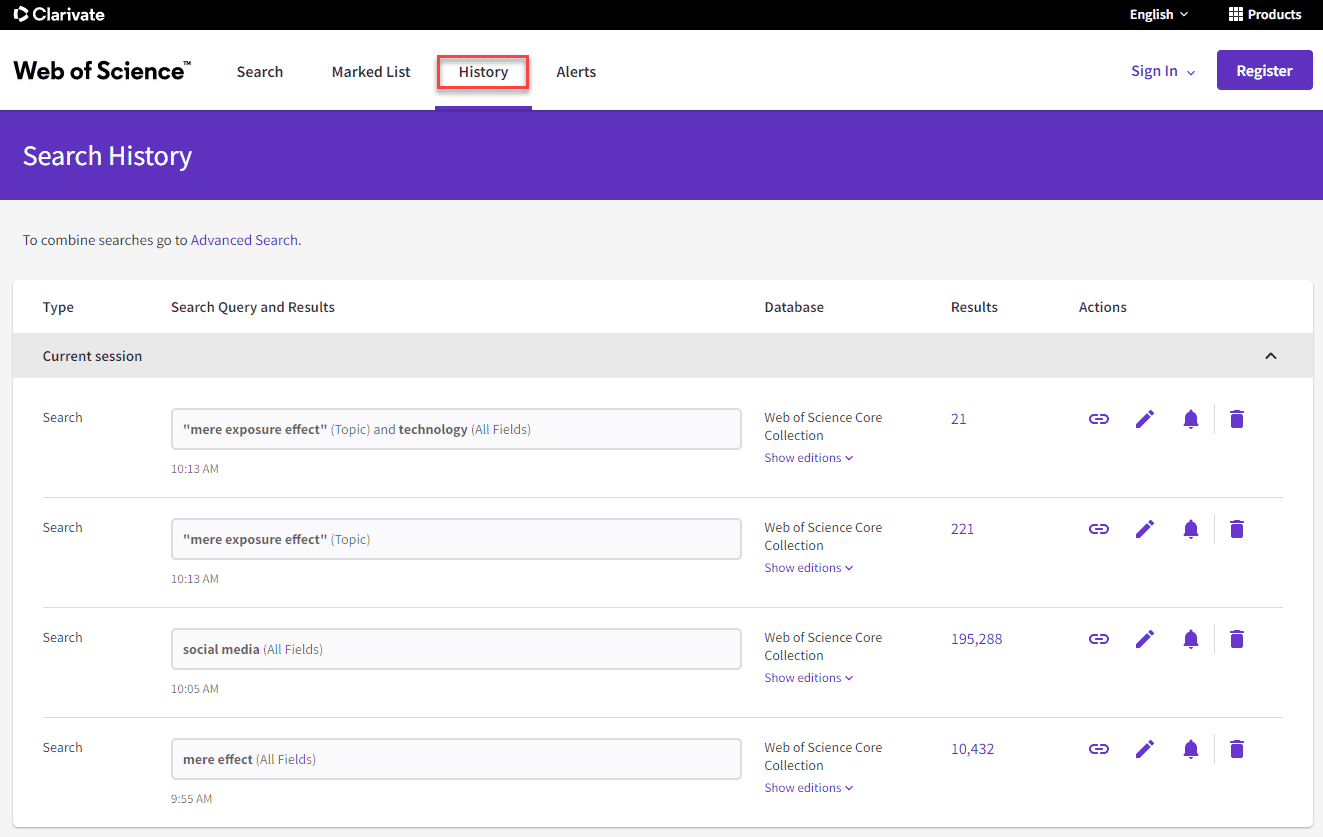 Clarivate
English
Products
Web of Science™
Search
Marked List
History
Alerts
Sign In
Register
Search History
To combine searches go to Advanced Search.
Type
Search Query and Results
Database
Results
Actions
Current session
Search
"mere exposure effect" (Topic) and technology (All Fields)
10:13 AM
Web of Science Core
Collection
Show editions
21
Search
"mere exposure effect" (Topic)
10:13 AM
Web of Science Core
Collection
Show editions
221
Search
social media (All Fields)
10:05 AM
Web of Science Core
Collection
Show editions
195,288
Search
mere effect (All Fields)
9:55 AM
Web of Science Core
Collection
Show editions
10,432